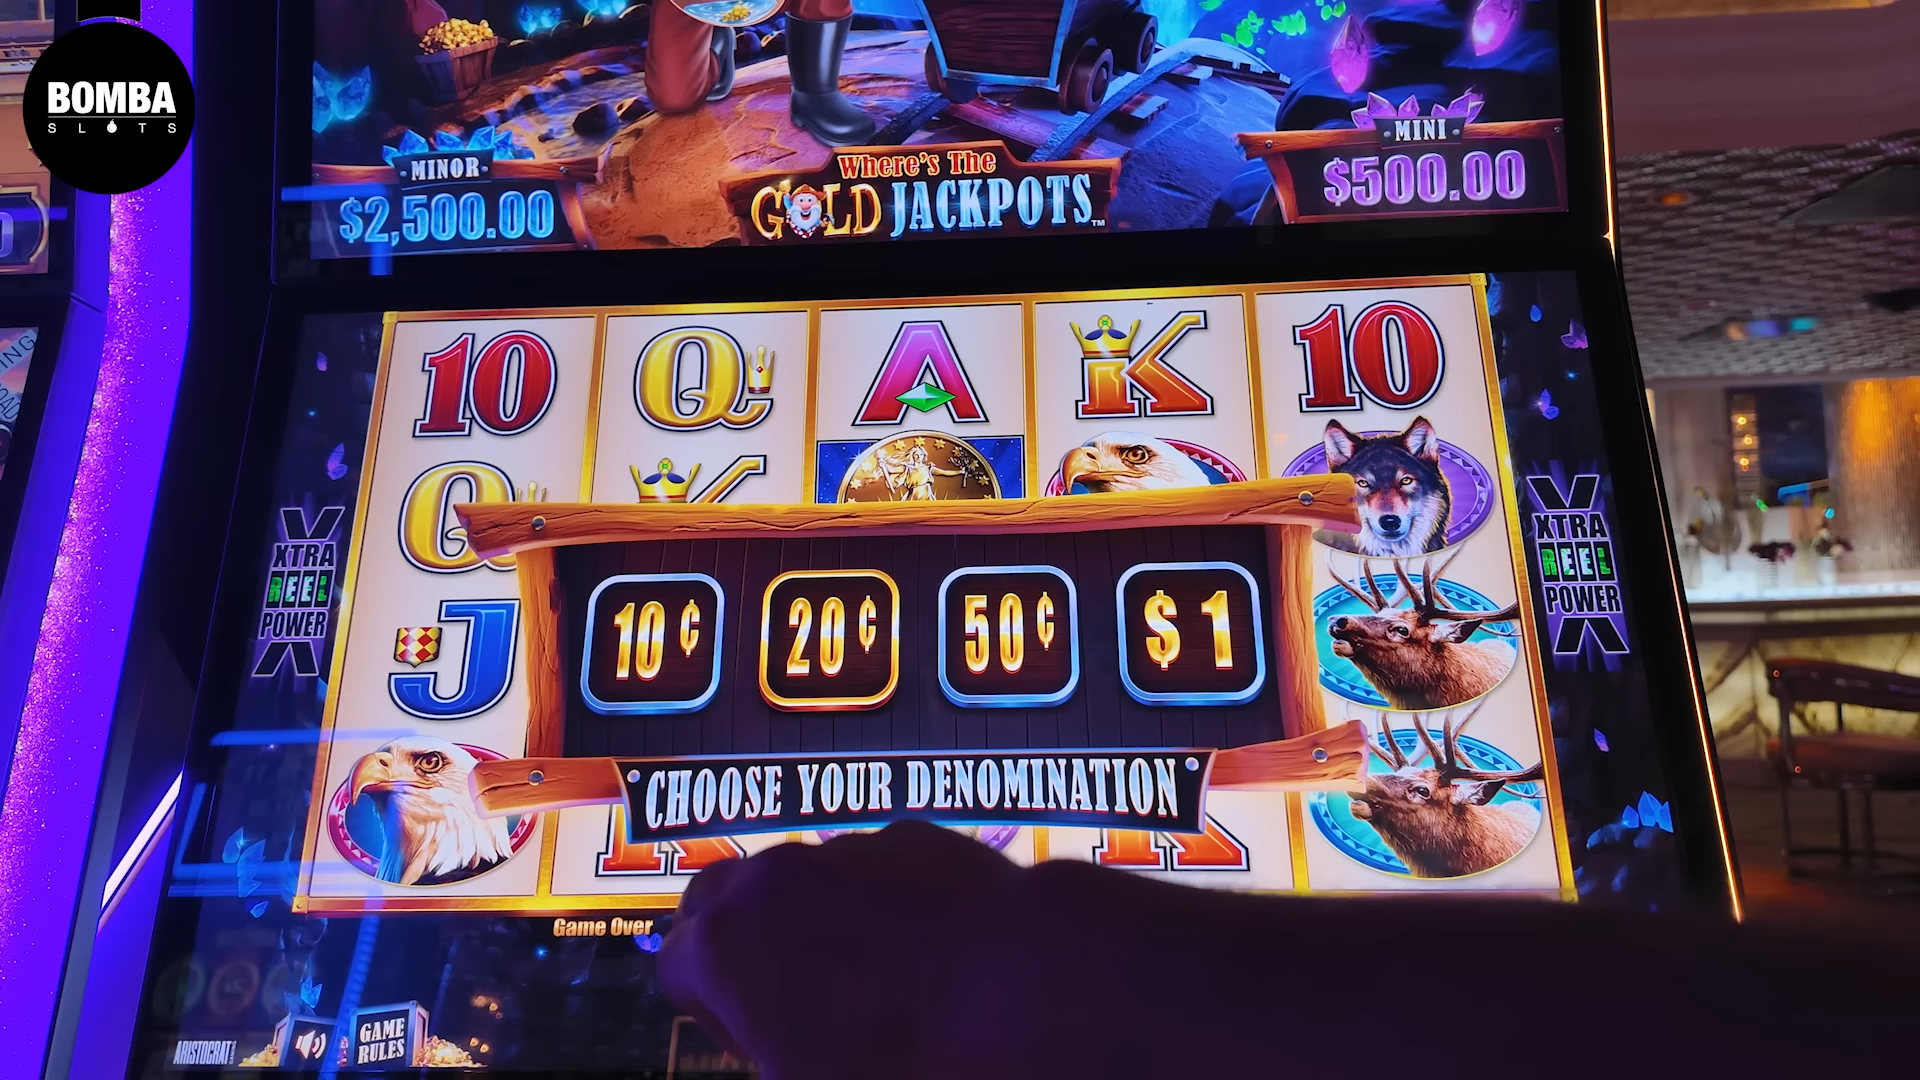 BOMBA
SLOTS
MINOR
$2,500.00
WHERE'S THE
GOLD JACKPOTS™
MINI
$500.00
10 Q A K 10
Q K
J
XTRA
REEL
POWER
10¢ 20¢ 50¢ $1
XTRA
REEL
POWER
CHOOSE YOUR DENOMINATION
K K
Game Over
ARISTOCRAT
GAME
RULES